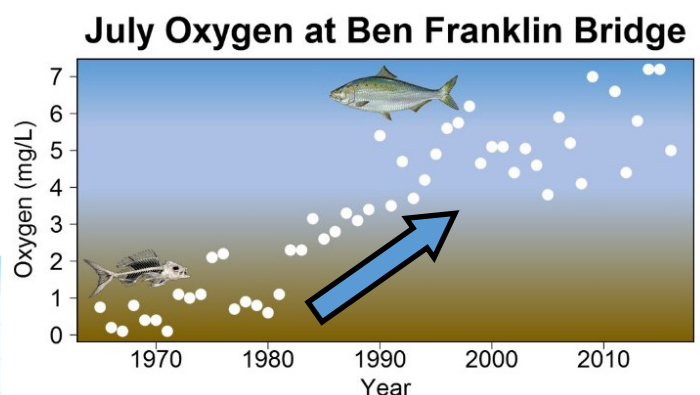 July Oxygen at Ben Franklin Bridge
Oxygen (mg/L)
7
6
5
4
3
2
1
0
1970 1980 1990 2000 2010
Year